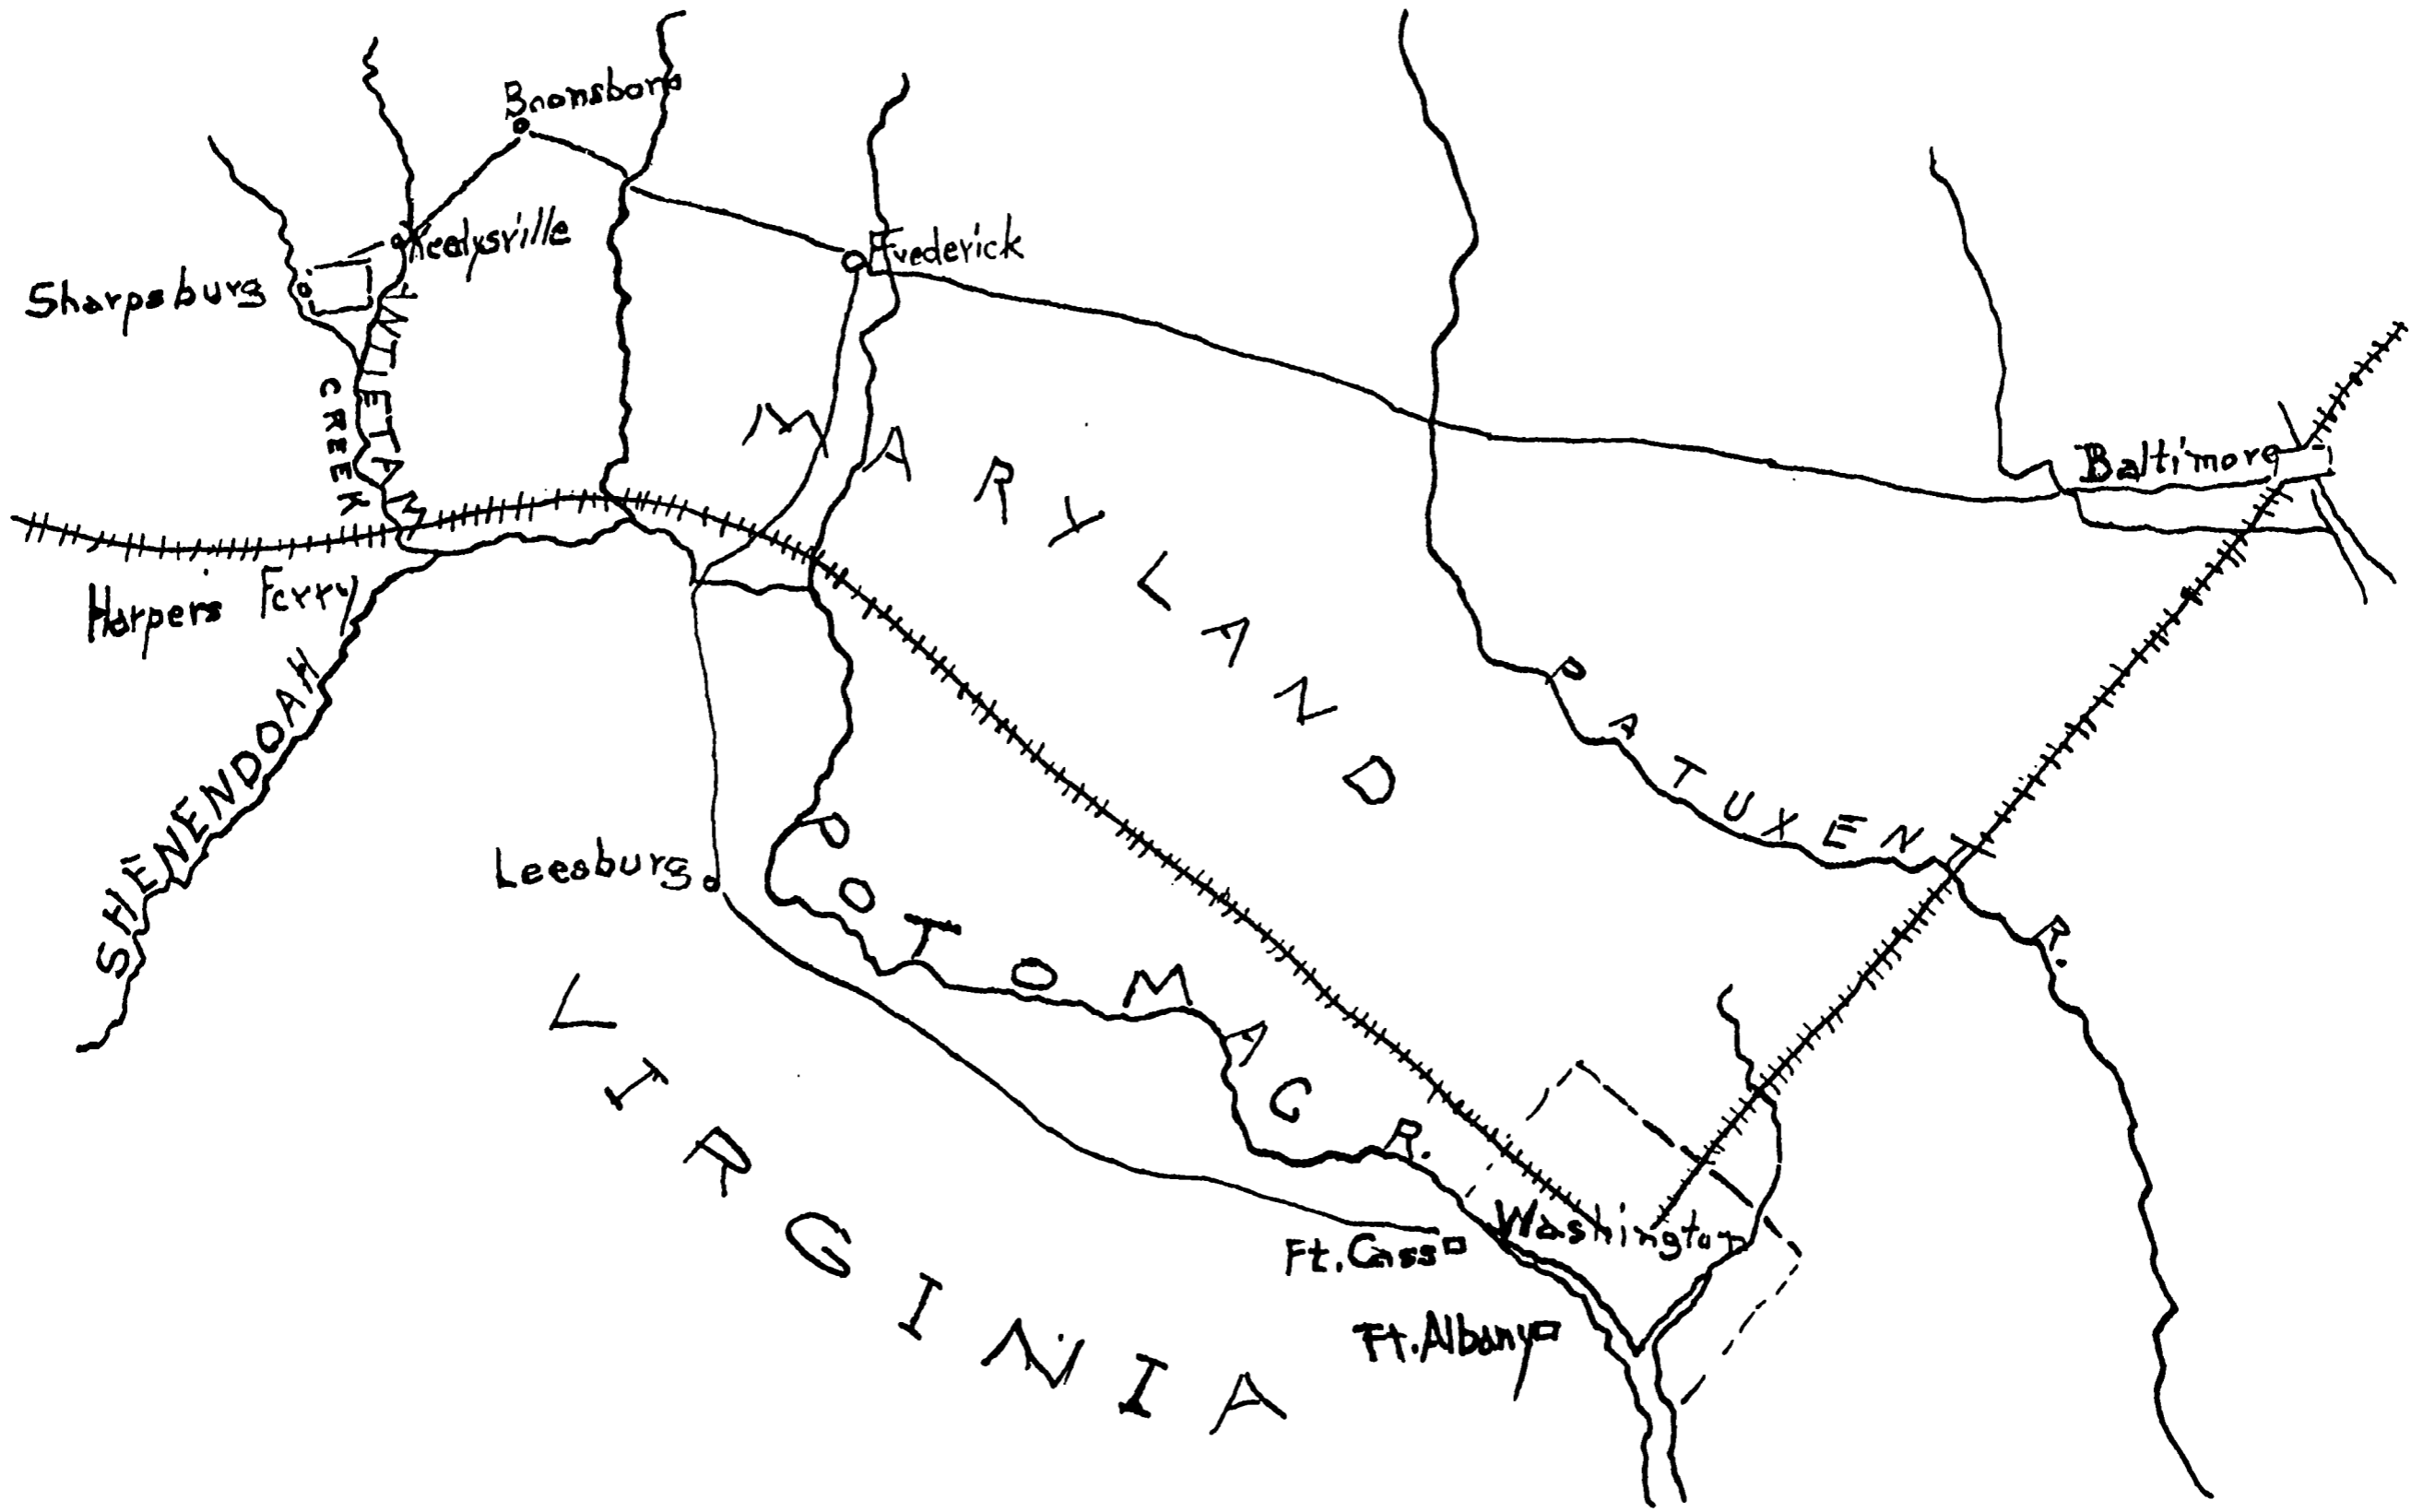 Boonsboro
Keedysville
Frederick
Sharpsburg
ANTIETAM
CREEK
MARYLAND
Baltimore
Harpers Ferry
SHENENDOAH
PATUXENT R.
Leesburg
POTOMAC R.
VIRGINIA
Washington
Ft. Cass
Ft. Albany